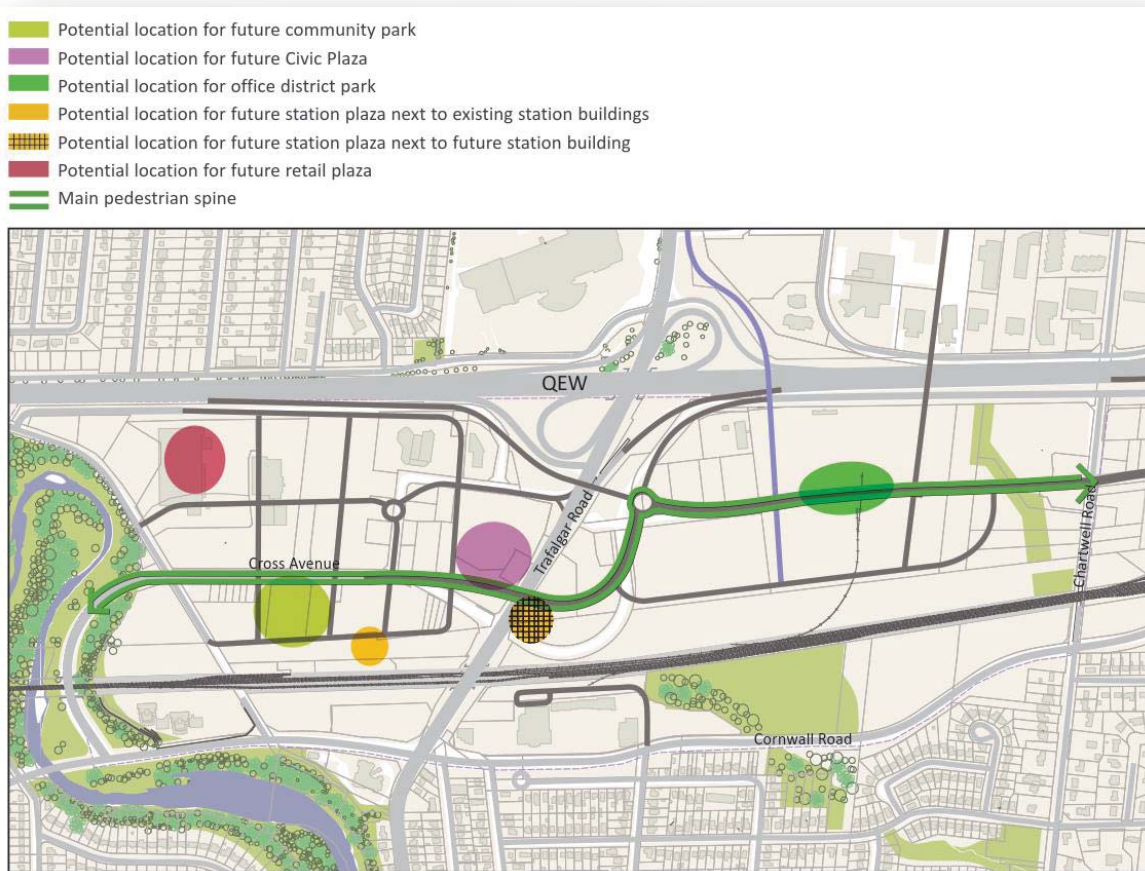 Potential location for future community park
Potential location for future Civic Plaza
Potential location for office district park
Potential location for future station plaza next to existing station buildings
Potential location for future station plaza next to future station building
Potential location for future retail plaza
Main pedestrian spine
QEW
Trafalgar Road
Cross Avenue
Chartwell Road
Cornwall Road